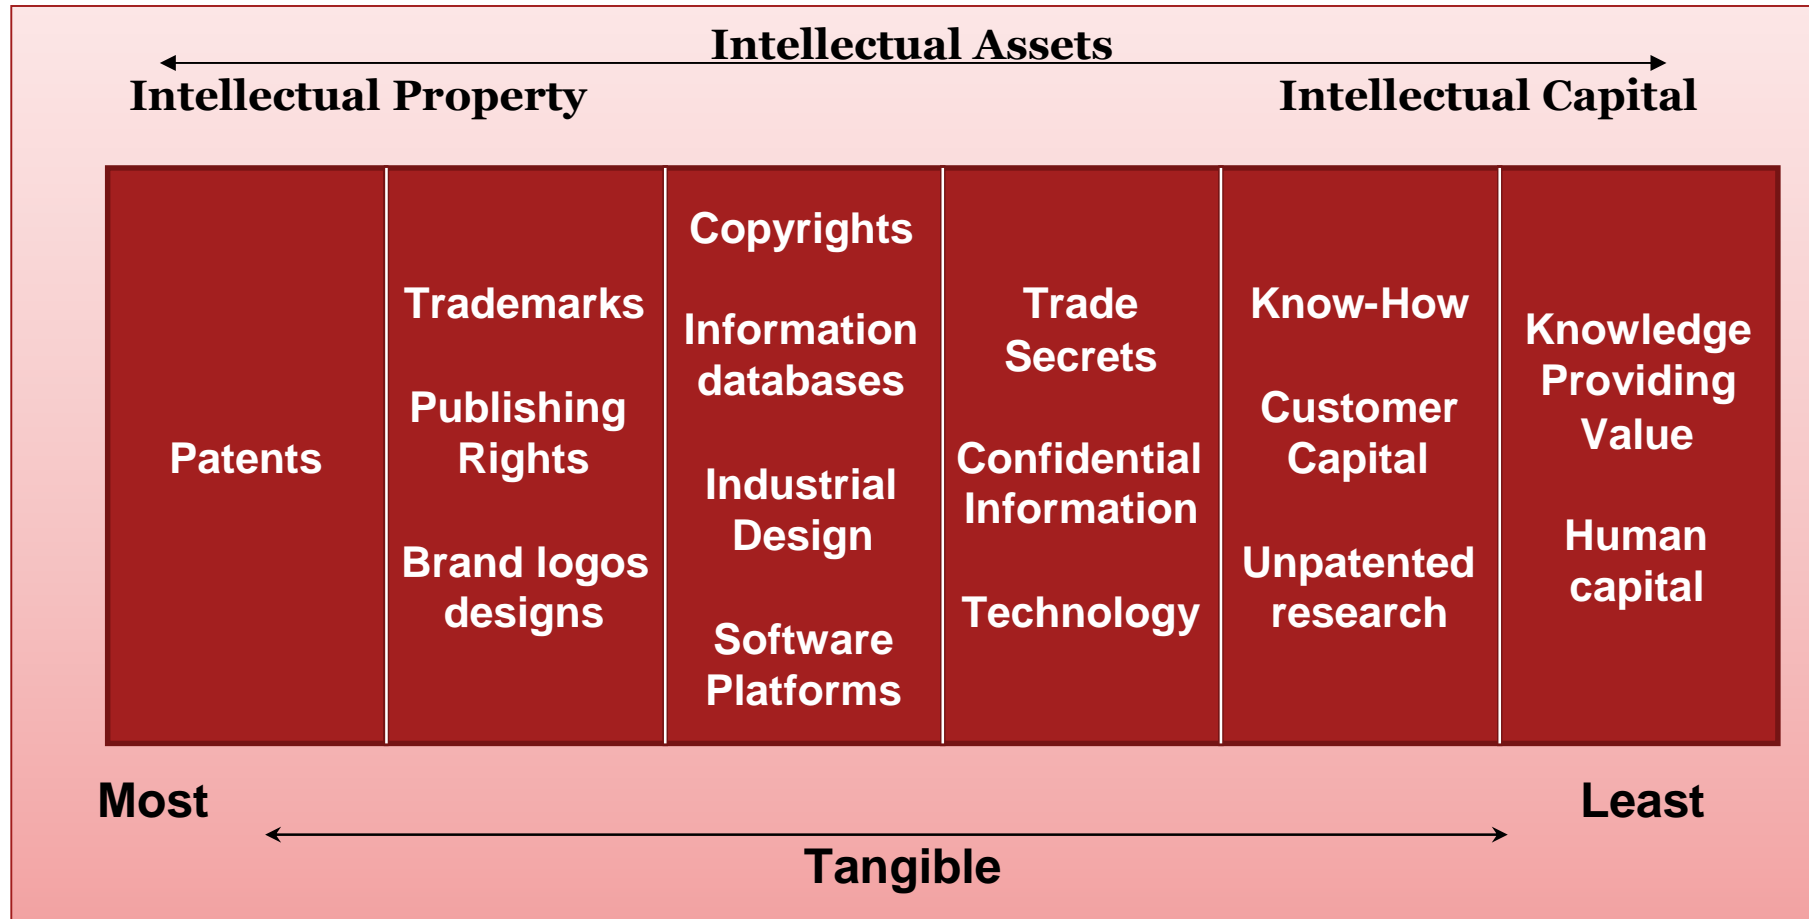 Intellectual Assets
Intellectual Property
Intellectual Capital
Patents
Trademarks
Publishing
Rights
Brand logos
designs
Copyrights
Information
databases
Industrial
Design
Software
Platforms
Trade
Secrets
Confidential
Information
Technology
Know-How
Customer
Capital
Unpatented
research
Knowledge
Providing
Value
Human
capital
Most
Least
Tangible